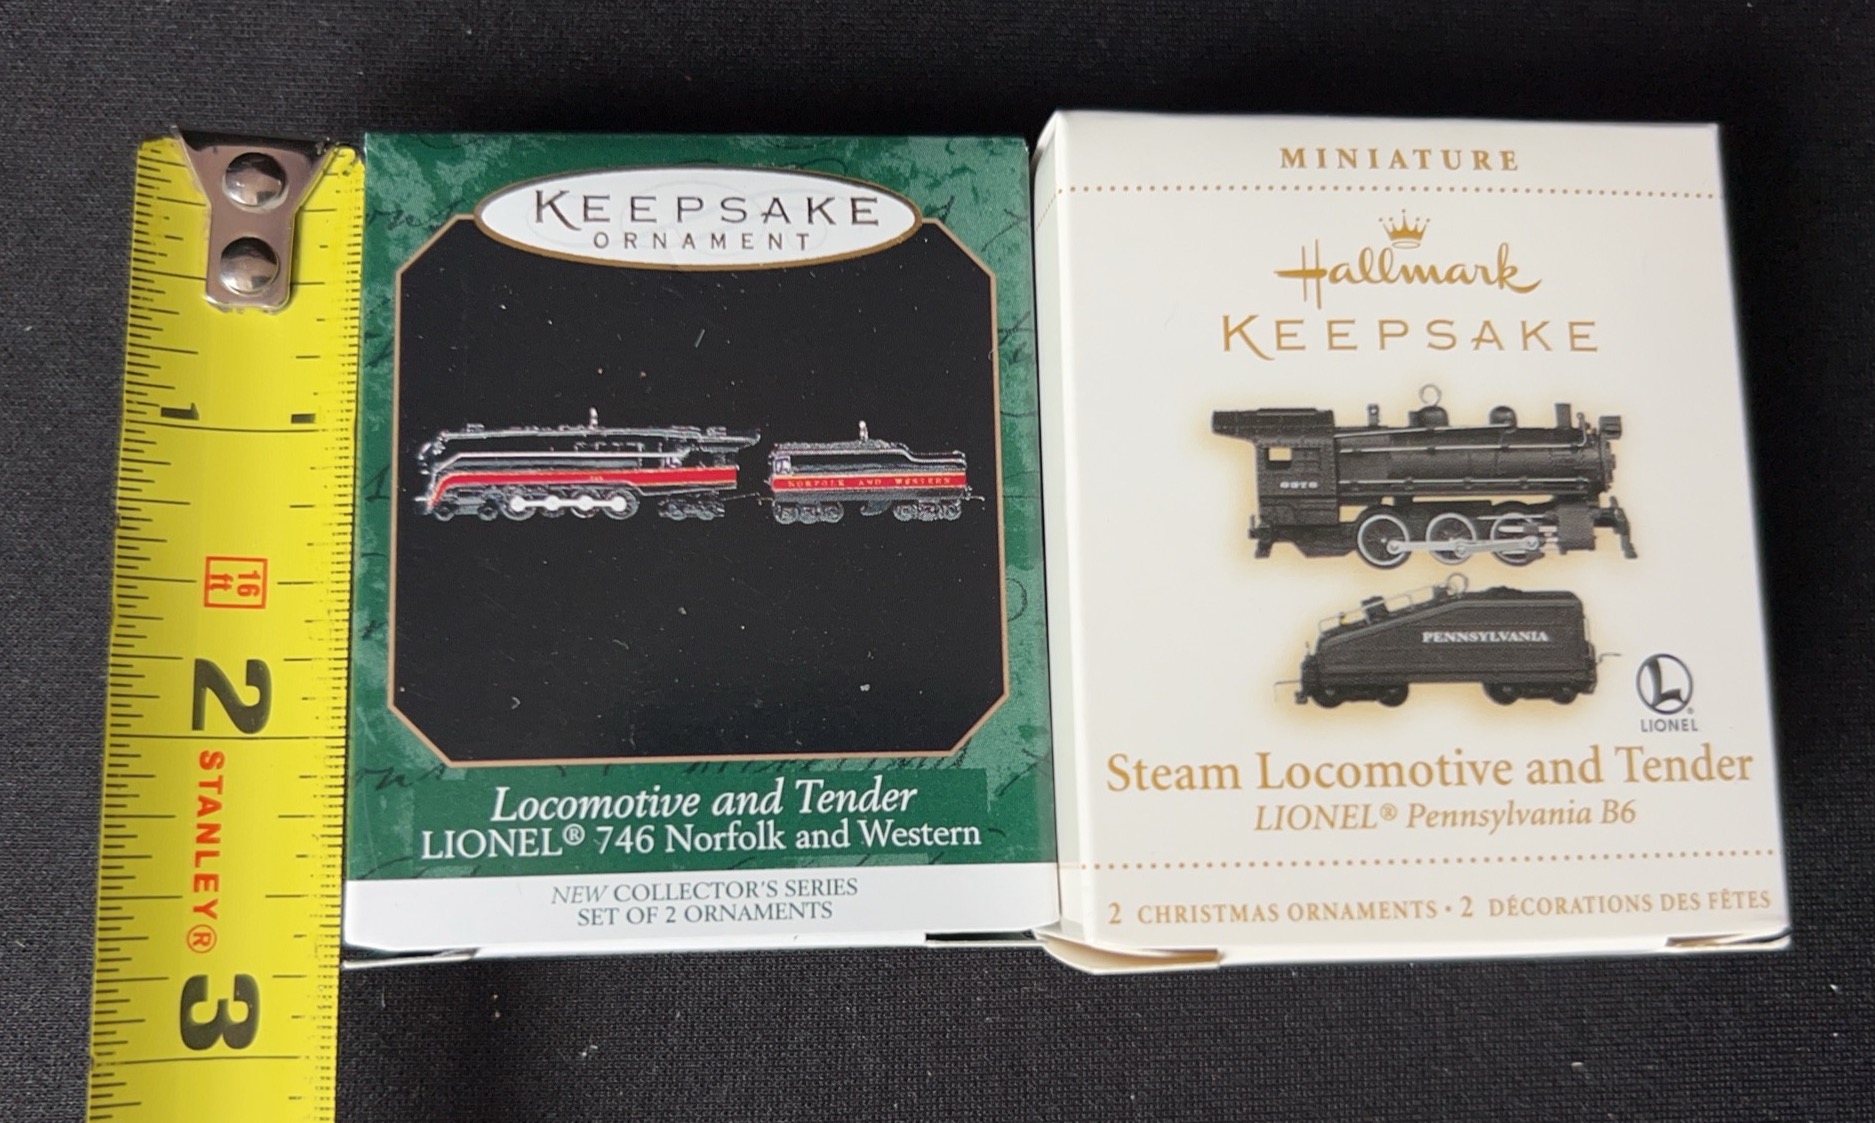 1
16
ft
2
STANLEY®
3
KEEPSAKE
ORNAMENT
NORFOLK AND WESTERN
Locomotive and Tender
LIONEL® 746 Norfolk and Western
NEW COLLECTOR'S SERIES
SET OF 2 ORNAMENTS
MINIATURE
Hallmark
KEEPSAKE
PENNSYLVANIA
L
LIONEL
Steam Locomotive and Tender
LIONEL® Pennsylvania B6
2 CHRISTMAS ORNAMENTS • 2 DÉCORATIONS DES FÊTES